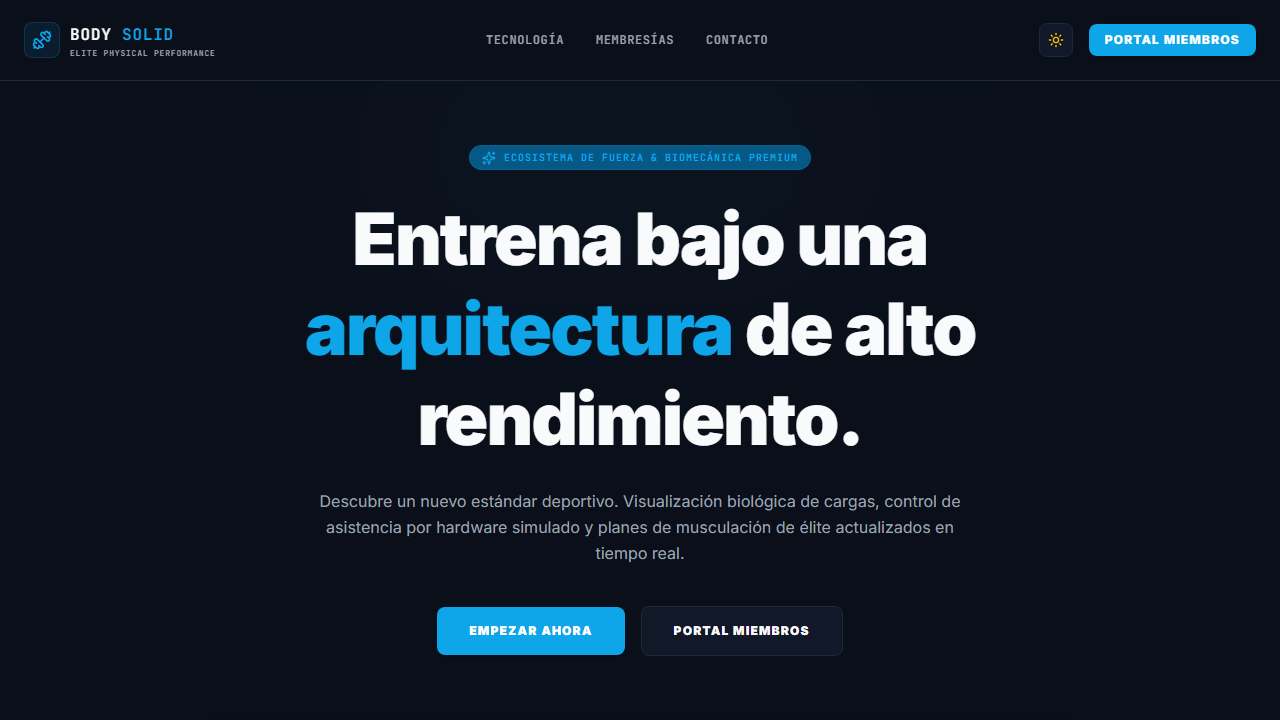 BODY SOLID
ELITE PHYSICAL PERFORMANCE
TECNOLOGÍA
MEMBRESÍAS
CONTACTO
PORTAL MIEMBROS
ECOSISTEMA DE FUERZA & BIOMECÁNICA PREMIUM
Entrena bajo una
arquitectura de alto
rendimiento.
Descubre un nuevo estándar deportivo. Visualización biológica de cargas, control de
asistencia por hardware simulado y planes de musculación de élite actualizados en
tiempo real.
EMPEZAR AHORA
PORTAL MIEMBROS